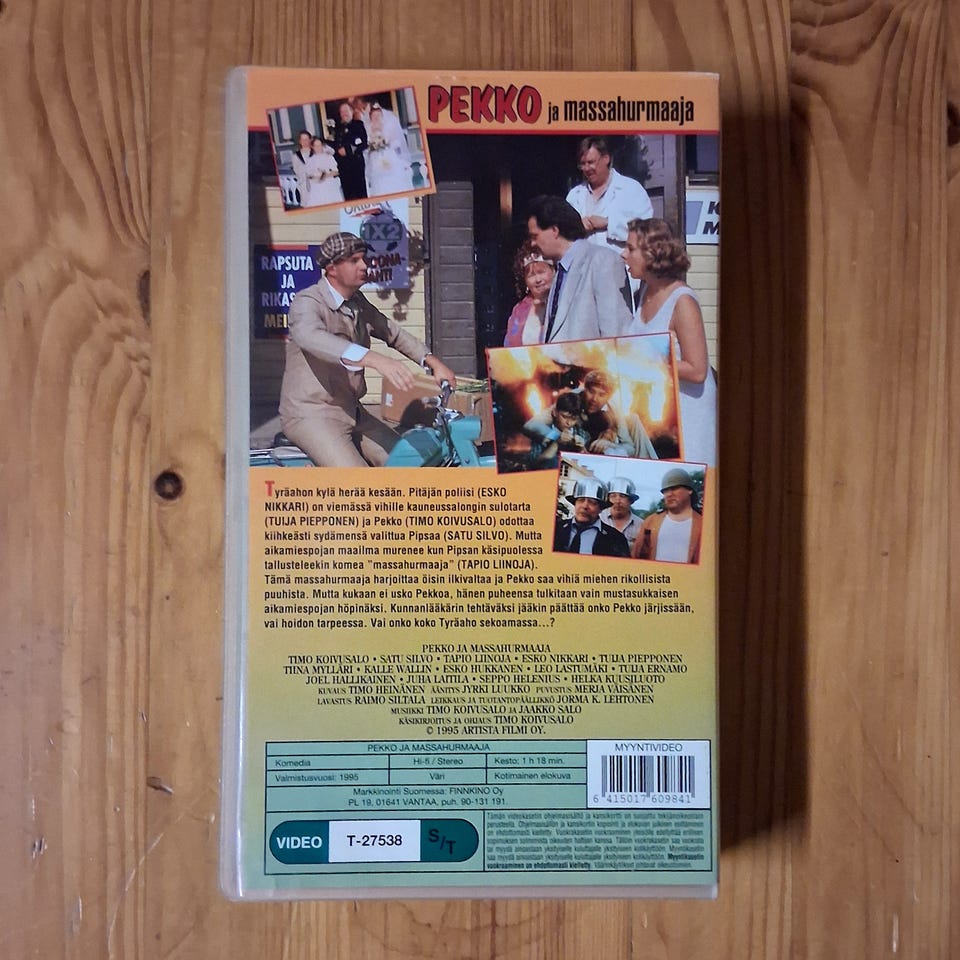 PEKKO ja massahurmaaja
1X2
RAPSUTA
JA
RIKAS
MEI
K
M
Tyräahon kylä herää kesään. Pitäjän poliisi (ESKO
NIKKARI) on viemässä vihille kauneussalongin sulotarta
(TUIJA PIEPPONEN) ja Pekko (TIMO KOIVUSALO) odottaa
kiihkeästi sydämensä valittua Pipsaa (SATU SILVO). Mutta
aikamiespojan maailma murenee kun Pipsan käsipuolessa
tallusteleekin komea "massahurmaaja" (TAPIO LIINOJA).
Tämä massahurmaaja harjoittaa öisin ilkivaltaa ja Pekko saa vihiä miehen rikollisista
puuhista. Mutta kukaan ei usko Pekkoa, hänen puheensa tulkitaan vain mustasukkaisen
aikamiespojan höpinäksi. Kunnanlääkärin tehtäväksi jääkin päättää onko Pekko järjissään,
vai hoidon tarpeessa. Vai onko koko Tyräaho sekoamassa...?
PEKKO JA MASSAHURMAAJA
TIMO KOIVUSALO • SATU SILVO • TAPIO LIINOJA • ESKO NIKKARI • TUIJA PIEPPONEN
TIINA MYLLÄRI • KALLE WALLIN • ESKO HUKKANEN • LEO LASTUMÄKI • TUIJA ERNAMO
JOEL HALLIKAINEN • JUHA LAITILA • SEPPO HELENIUS • HELKA KUUSILUOTO
KUVAUS TIMO HEINÄNEN ÄÄNITYS JYRKI LUUKKO PUVUSTUS MERJA VÄISÄNEN
LAVASTUS RAIMO SILTALA LEIKKAUS JA TUOTANTOPÄÄLLIKKÖ JORMA K. LEHTONEN
MUSIIKKI TIMO KOIVUSALO JA JAAKKO SALO
KÄSIKIRJOITUS JA OHJAUS TIMO KOIVUSALO
© 1995 ARTISTA FILMI OY.
PEKKO JA MASSAHURMAAJA
Komedia Hi-fi / Stereo Kesto: 1 h 18 min.
Valmistusvuosi: 1995 Väri Kotimainen elokuva
Markkinointi Suomessa: FINNKINO Oy
PL 19, 01641 VANTAA, puh. 90-131 191.
MYYNTIVIDEO
6 415017 609841
VIDEO T-27538 S/T